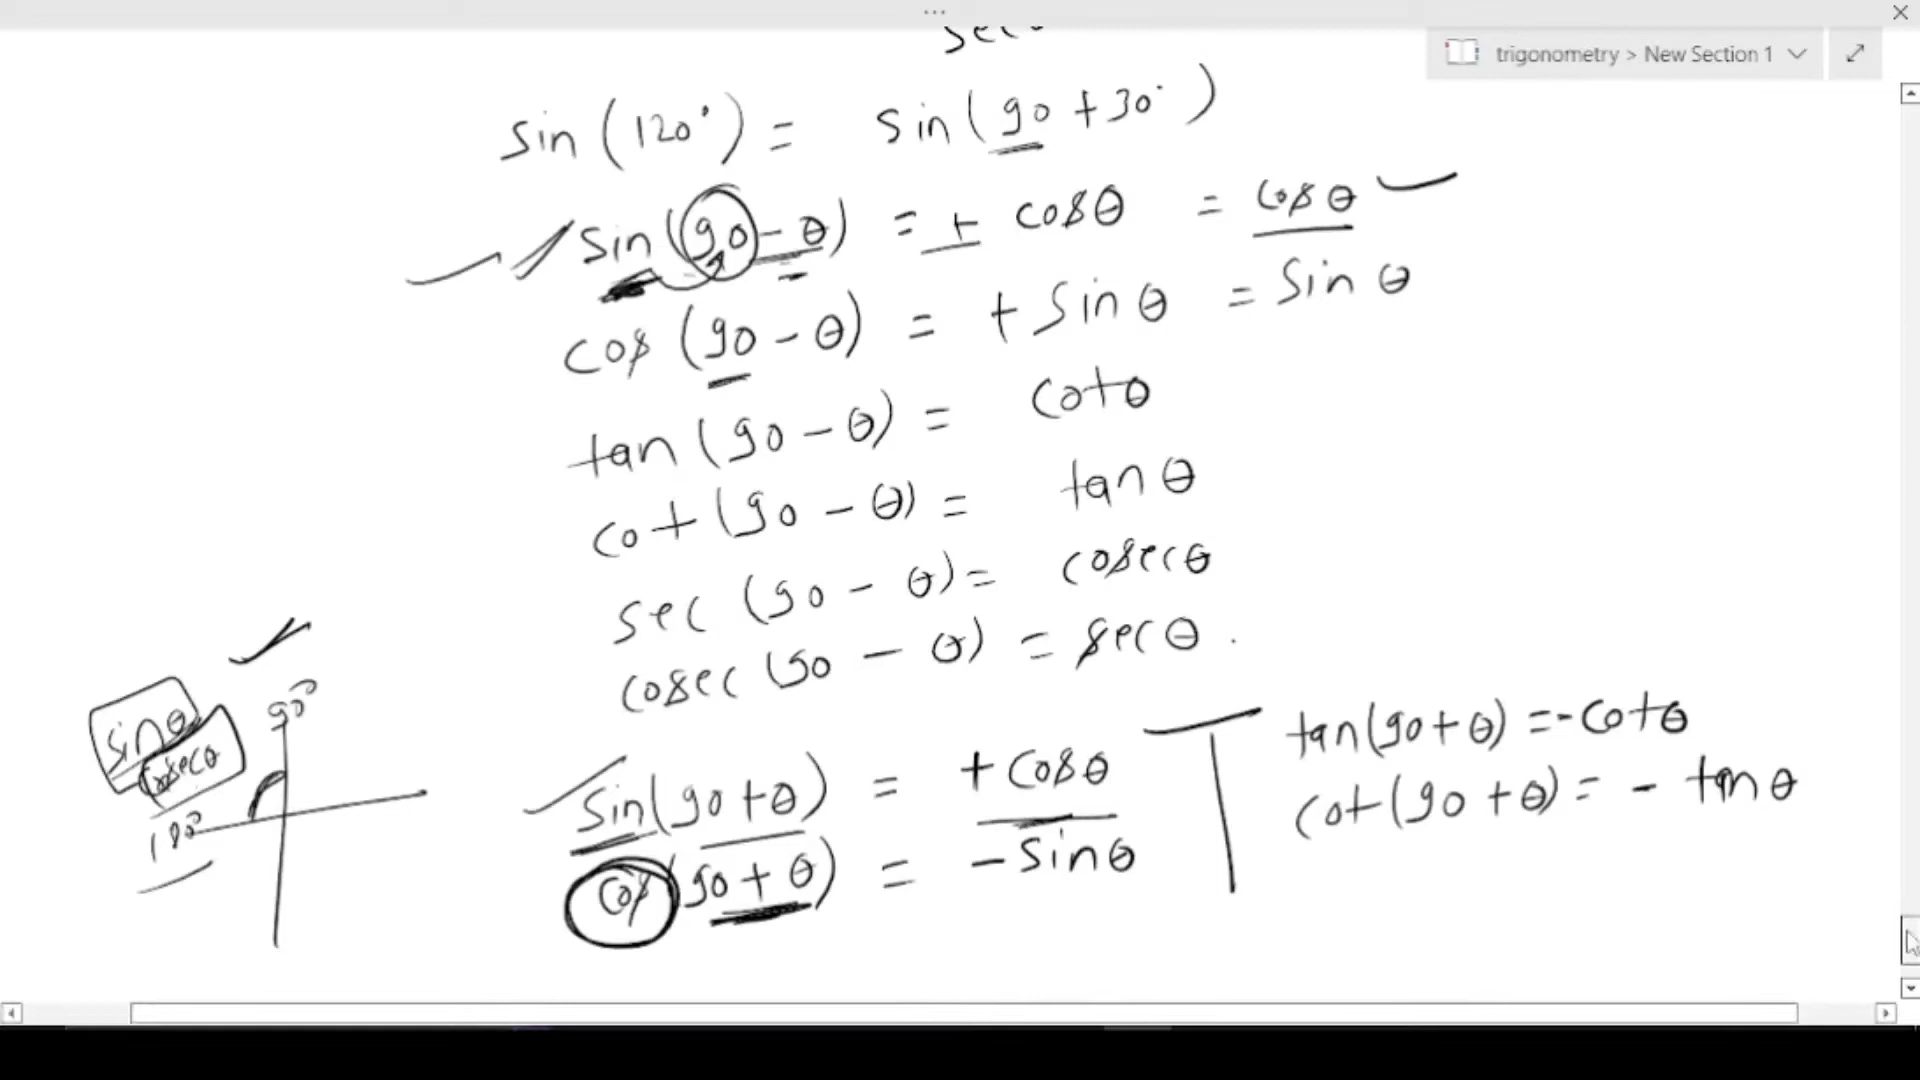 trigonometry > New Section 1
sin(120°) = sin(90+30°)
sin(90-θ) = + cosθ = cosθ
cos(90-θ) = + sinθ = sinθ
tan(90-θ) = cotθ
cot(90-θ) = tanθ
sec(90-θ) = cosecθ
cosec(90-θ) = secθ.
sinθ
cosecθ
90°
180°
sin(90+θ) = +cosθ
cos(90+θ) = -sinθ
tan(90+θ) = -cotθ
cot(90+θ) = - tanθ